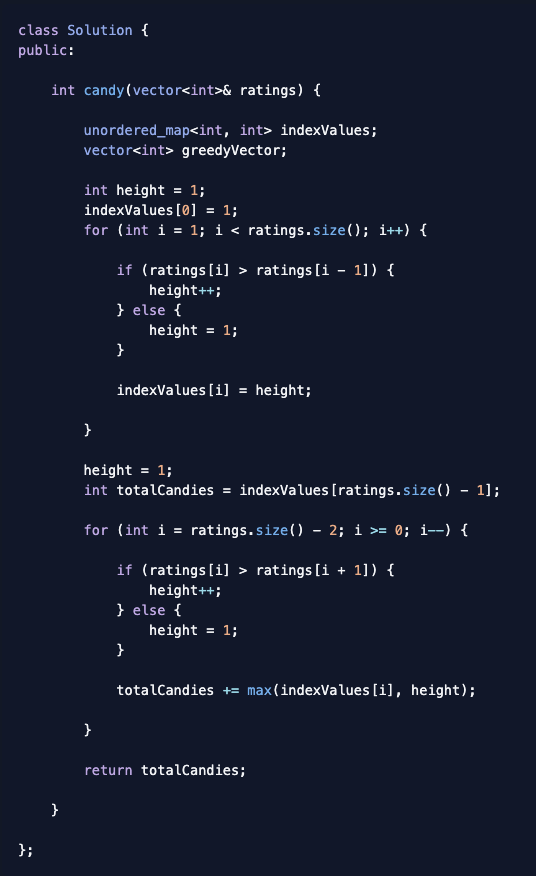 class Solution {
public:
    int candy(vector<int>& ratings) {
        unordered_map<int, int> indexValues;
        vector<int> greedyVector;
        int height = 1;
        indexValues[0] = 1;
        for (int i = 1; i < ratings.size(); i++) {
            if (ratings[i] > ratings[i - 1]) {
                height++;
            } else {
                height = 1;
            }
            indexValues[i] = height;
        }
        height = 1;
        int totalCandies = indexValues[ratings.size() - 1];
        for (int i = ratings.size() - 2; i >= 0; i--) {
            if (ratings[i] > ratings[i + 1]) {
                height++;
            } else {
                height = 1;
            }
            totalCandies += max(indexValues[i], height);
        }
        return totalCandies;
    }
};